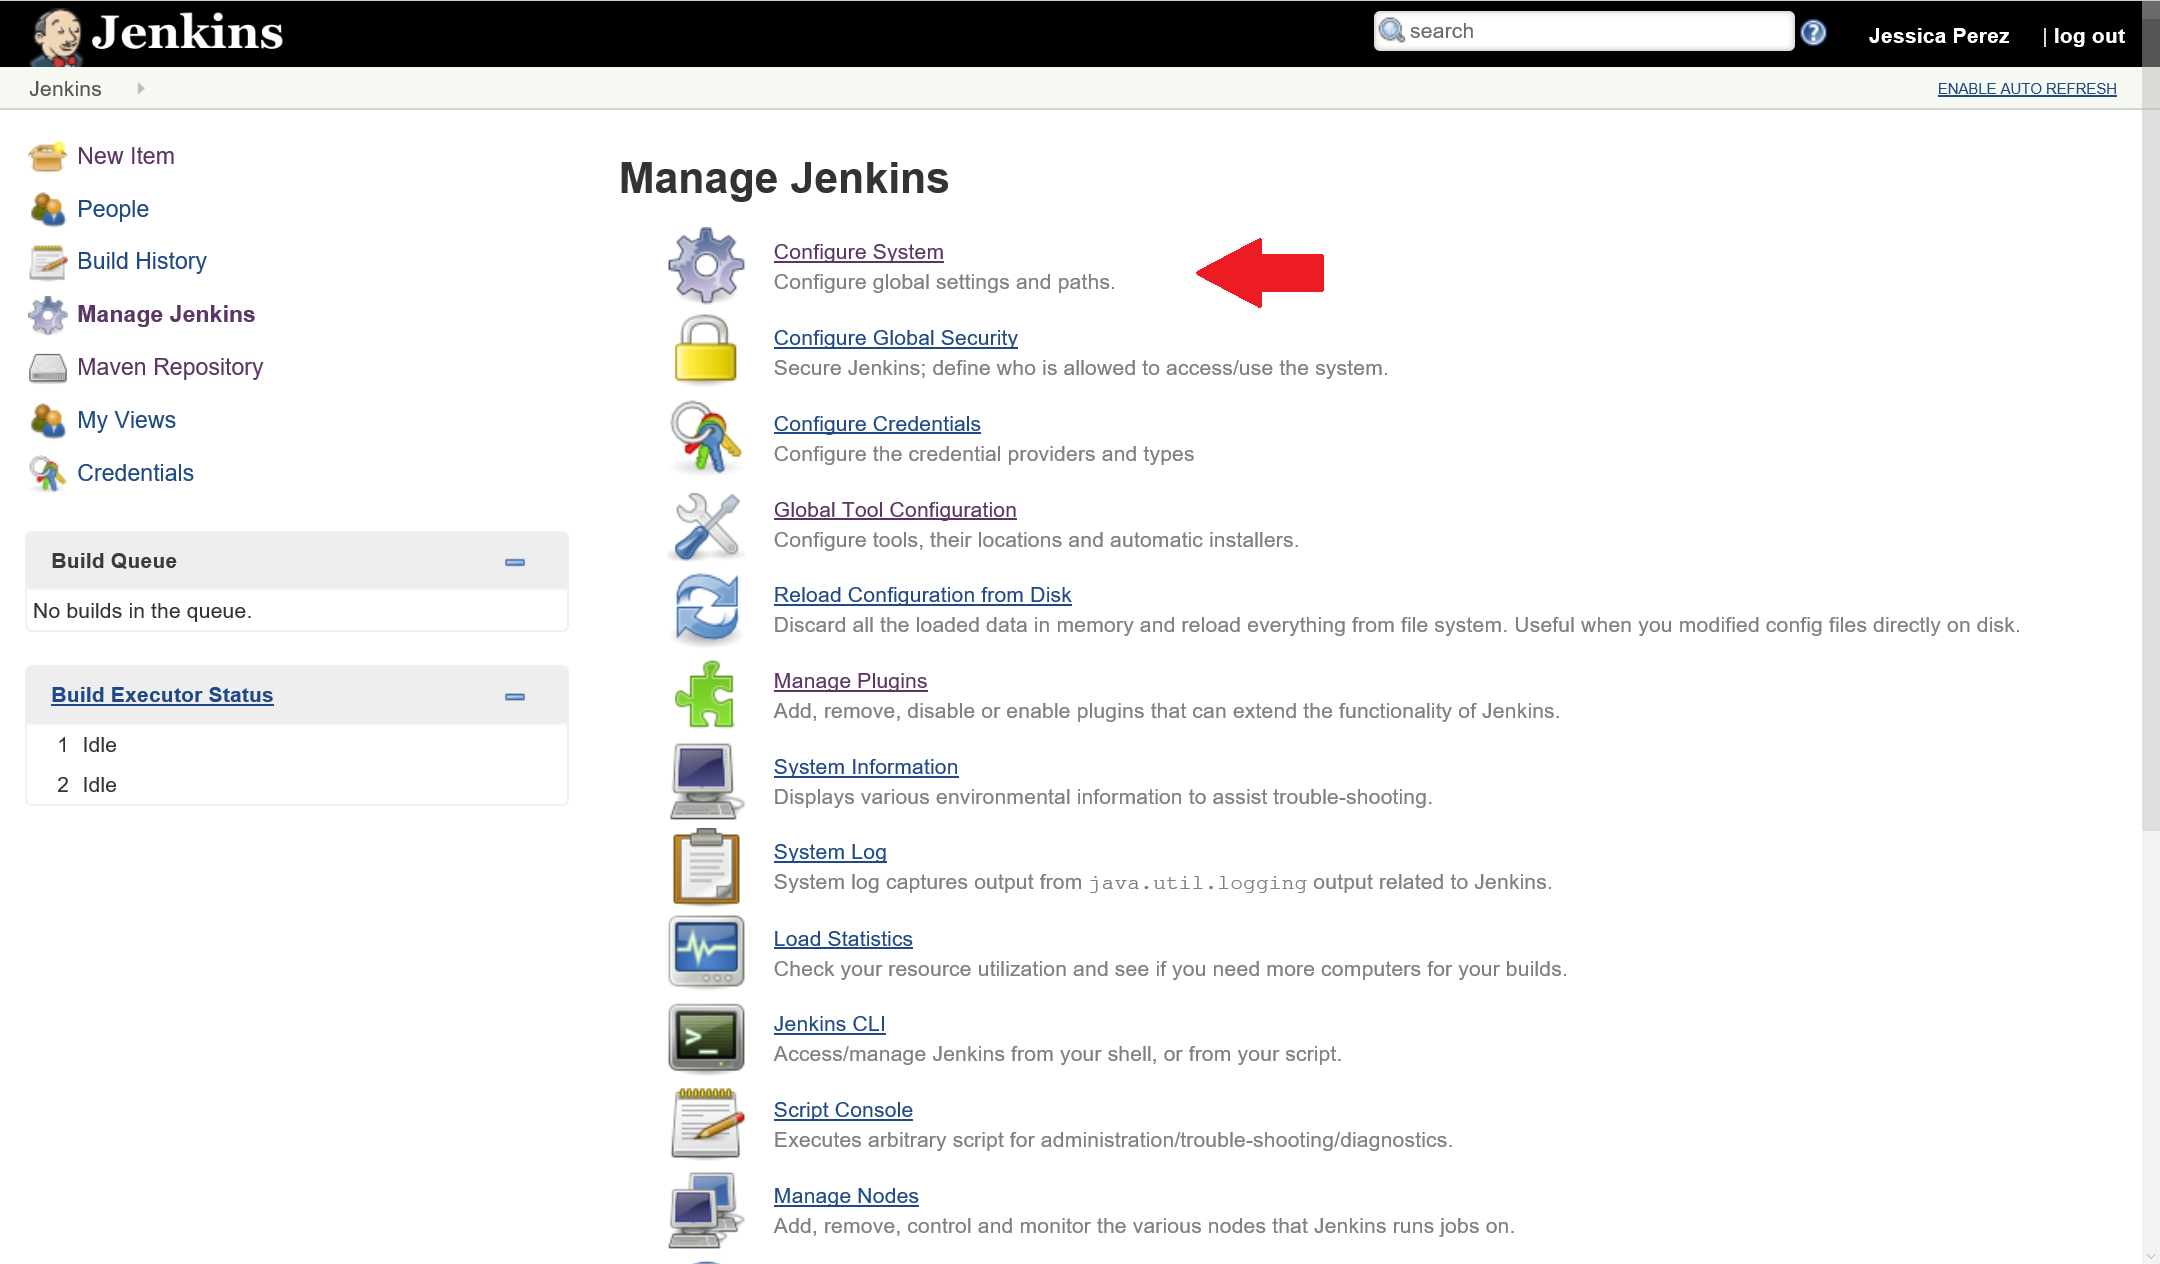 Jenkins
search
Jessica Perez
| log out
Jenkins
ENABLE AUTO REFRESH
New Item
People
Build History
Manage Jenkins
Maven Repository
My Views
Credentials
Build Queue
No builds in the queue.
Build Executor Status
1 Idle
2 Idle
Manage Jenkins
Configure System
Configure global settings and paths.
Configure Global Security
Secure Jenkins; define who is allowed to access/use the system.
Configure Credentials
Configure the credential providers and types
Global Tool Configuration
Configure tools, their locations and automatic installers.
Reload Configuration from Disk
Discard all the loaded data in memory and reload everything from file system. Useful when you modified config files directly on disk.
Manage Plugins
Add, remove, disable or enable plugins that can extend the functionality of Jenkins.
System Information
Displays various environmental information to assist trouble-shooting.
System Log
System log captures output from java.util.logging output related to Jenkins.
Load Statistics
Check your resource utilization and see if you need more computers for your builds.
Jenkins CLI
Access/manage Jenkins from your shell, or from your script.
Script Console
Executes arbitrary script for administration/trouble-shooting/diagnostics.
Manage Nodes
Add, remove, control and monitor the various nodes that Jenkins runs jobs on.